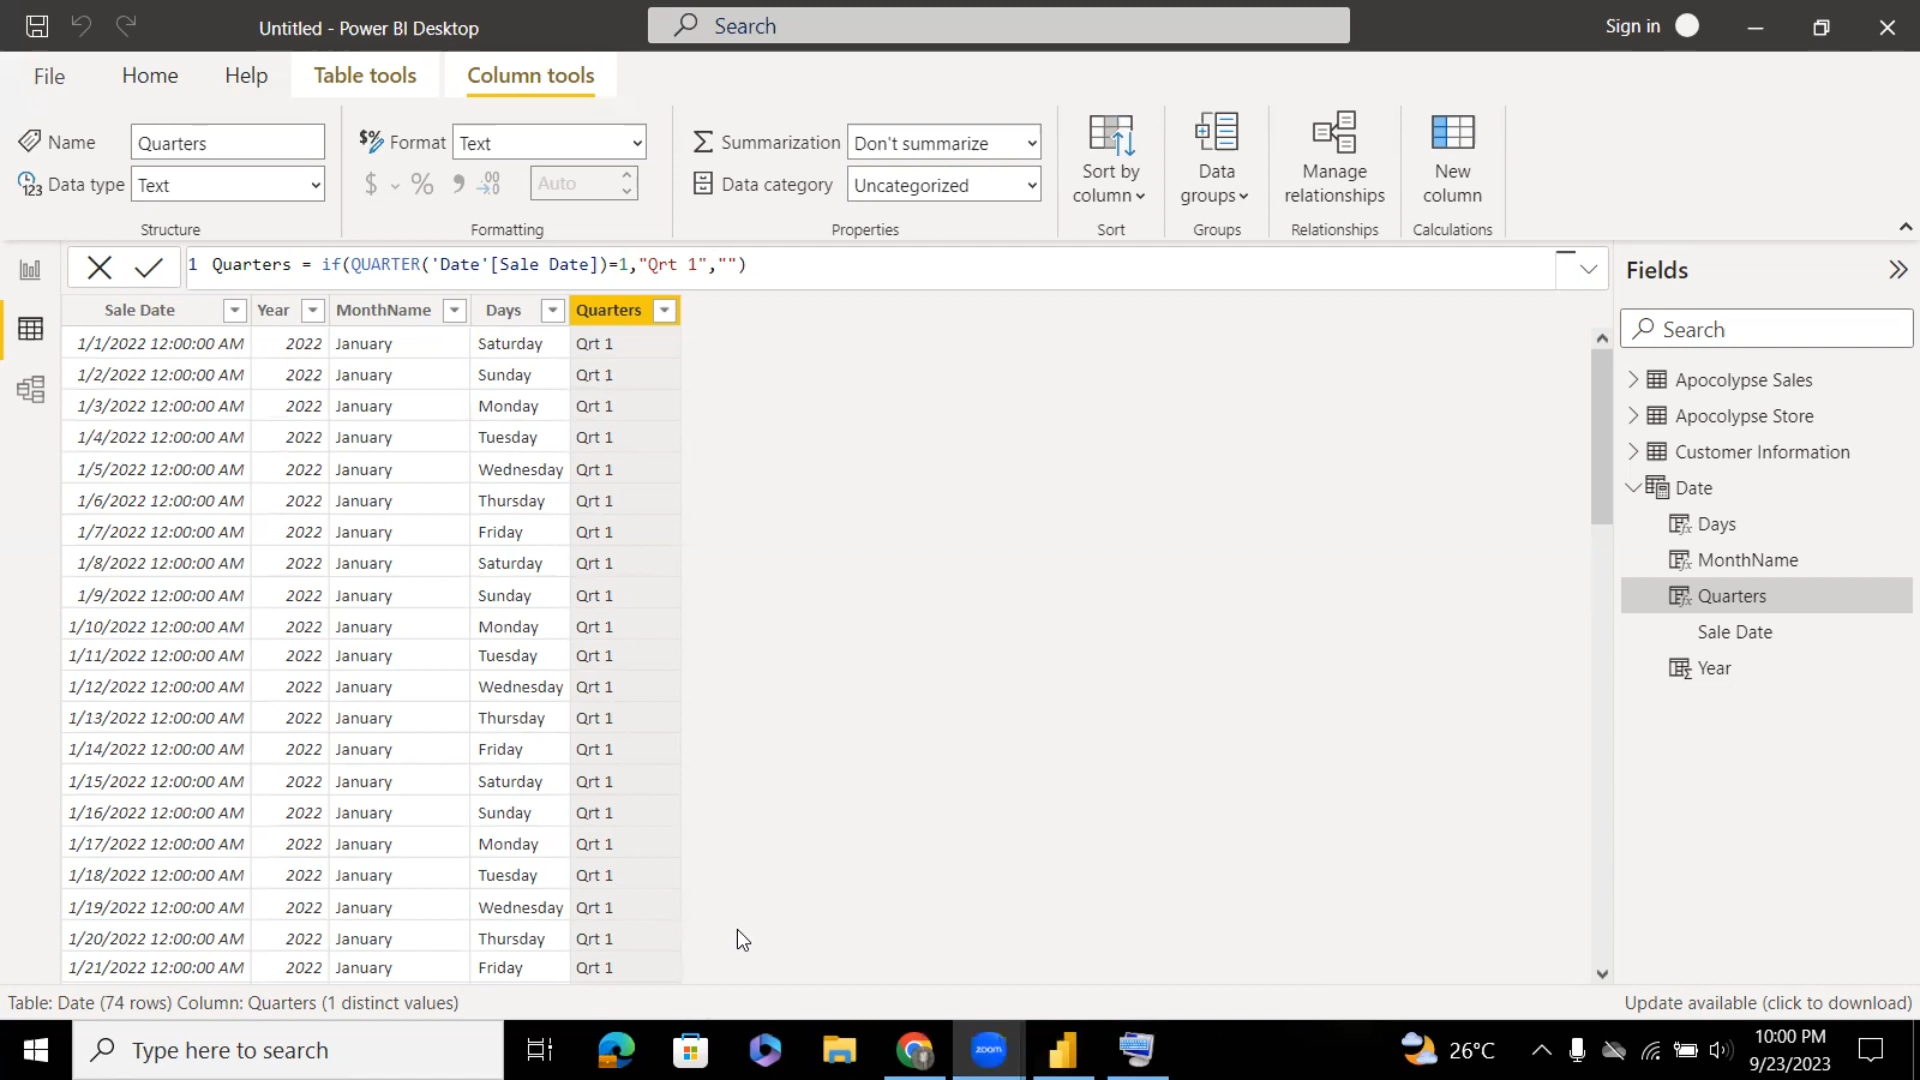 Untitled - Power BI Desktop
Search
Sign in
File
Home
Help
Table tools
Column tools
Name
Quarters
Data type
Text
Structure
Format
Text
$
%
Auto
Formatting
Summarization
Don't summarize
Data category
Uncategorized
Properties
Sort by column
Sort
Data groups
Groups
Manage relationships
Relationships
New column
Calculations
1 Quarters = if(QUARTER('Date'[Sale Date])=1,"Qrt 1","")
Sale Date Year MonthName Days Quarters
1/1/2022 12:00:00 AM 2022 January Saturday Qrt 1
1/2/2022 12:00:00 AM 2022 January Sunday Qrt 1
1/3/2022 12:00:00 AM 2022 January Monday Qrt 1
1/4/2022 12:00:00 AM 2022 January Tuesday Qrt 1
1/5/2022 12:00:00 AM 2022 January Wednesday Qrt 1
1/6/2022 12:00:00 AM 2022 January Thursday Qrt 1
1/7/2022 12:00:00 AM 2022 January Friday Qrt 1
1/8/2022 12:00:00 AM 2022 January Saturday Qrt 1
1/9/2022 12:00:00 AM 2022 January Sunday Qrt 1
1/10/2022 12:00:00 AM 2022 January Monday Qrt 1
1/11/2022 12:00:00 AM 2022 January Tuesday Qrt 1
1/12/2022 12:00:00 AM 2022 January Wednesday Qrt 1
1/13/2022 12:00:00 AM 2022 January Thursday Qrt 1
1/14/2022 12:00:00 AM 2022 January Friday Qrt 1
1/15/2022 12:00:00 AM 2022 January Saturday Qrt 1
1/16/2022 12:00:00 AM 2022 January Sunday Qrt 1
1/17/2022 12:00:00 AM 2022 January Monday Qrt 1
1/18/2022 12:00:00 AM 2022 January Tuesday Qrt 1
1/19/2022 12:00:00 AM 2022 January Wednesday Qrt 1
1/20/2022 12:00:00 AM 2022 January Thursday Qrt 1
1/21/2022 12:00:00 AM 2022 January Friday Qrt 1
Fields
Search
Apocolypse Sales
Apocolypse Store
Customer Information
Date
Days
MonthName
Quarters
Sale Date
Year
Table: Date (74 rows) Column: Quarters (1 distinct values)
Update available (click to download)
Type here to search
zoom
26°C
10:00 PM
9/23/2023